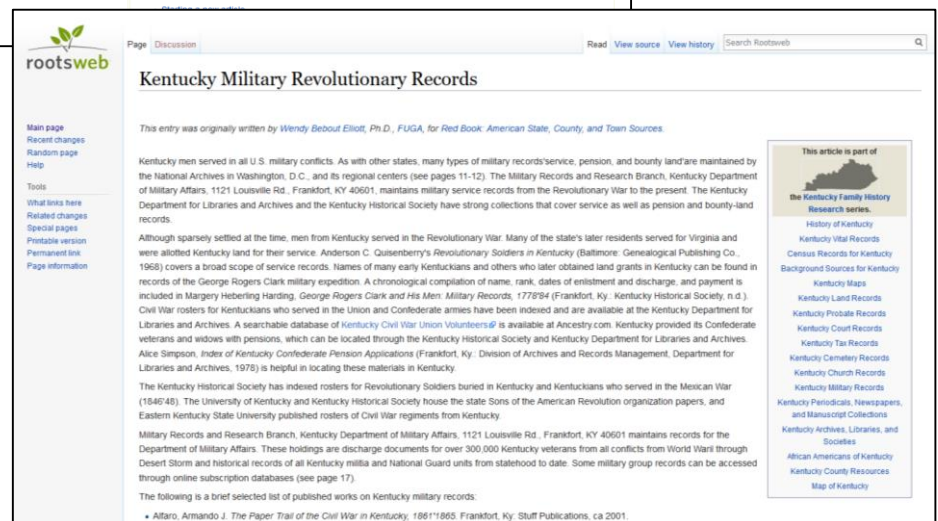 rootsweb
Page Discussion
Read View source View history Search Rootsweb
Kentucky Military Revolutionary Records
Main page
Recent changes
Random page
Help
Tools
What links here
Related changes
Special pages
Printable version
Permanent link
Page information
This entry was originally written by Wendy Bebout Elliott, Ph.D., FUGA, for Red Book: American State, County, and Town Sources.
Kentucky men served in all U.S. military conflicts. As with other states, many types of military records'service, pension, and bounty land'are maintained by
the National Archives in Washington, D.C., and its regional centers (see pages 11-12). The Military Records and Research Branch, Kentucky Department
of Military Affairs, 1121 Louisville Rd., Frankfort, KY 40601, maintains military service records from the Revolutionary War to the present. The Kentucky
Department for Libraries and Archives and the Kentucky Historical Society have strong collections that cover service as well as pension and bounty-land
records.
Although sparsely settled at the time, men from Kentucky served in the Revolutionary War. Many of the state's later residents served for Virginia and
were allotted Kentucky land for their service. Anderson C. Quisenberry's Revolutionary Soldiers in Kentucky (Baltimore: Genealogical Publishing Co.,
1968) covers a broad scope of service records. Names of many early Kentuckians and others who later obtained land grants in Kentucky can be found in
records of the George Rogers Clark military expedition. A chronological compilation of name, rank, dates of enlistment and discharge, and payment is
included in Margery Heberling Harding, George Rogers Clark and His Men: Military Records, 1778'84 (Frankfort, Ky.: Kentucky Historical Society, n.d.).
Civil War rosters for Kentuckians who served in the Union and Confederate armies have been indexed and are available at the Kentucky Department for
Libraries and Archives. A searchable database of Kentucky Civil War Union Volunteers is available at Ancestry.com. Kentucky provided its Confederate
veterans and widows with pensions, which can be located through the Kentucky Historical Society and Kentucky Department for Libraries and Archives.
Alice Simpson, Index of Kentucky Confederate Pension Applications (Frankfort, Ky.: Division of Archives and Records Management, Department for
Libraries and Archives, 1978) is helpful in locating these materials in Kentucky.
The Kentucky Historical Society has indexed rosters for Revolutionary Soldiers buried in Kentucky and Kentuckians who served in the Mexican War
(1846'48). The University of Kentucky and Kentucky Historical Society house the state Sons of the American Revolution organization papers, and
Eastern Kentucky State University published rosters of Civil War regiments from Kentucky.
Military Records and Research Branch, Kentucky Department of Military Affairs, 1121 Louisville Rd., Frankfort, KY 40601 maintains records for the
Department of Military Affairs. These holdings are discharge documents for over 300,000 Kentucky veterans from all conflicts from World WarII through
Desert Storm and historical records of all Kentucky militia and National Guard units from statehood to date. Some military group records can be accessed
through online subscription databases (see page 17).
The following is a brief selected list of published works on Kentucky military records:
• Alfaro, Armando J. The Paper Trail of the Civil War in Kentucky, 1861'1865. Frankfort, Ky: Stuff Publications, ca 2001.
This article is part of
the Kentucky Family History
Research series.
History of Kentucky
Kentucky Vital Records
Census Records for Kentucky
Background Sources for Kentucky
Kentucky Maps
Kentucky Land Records
Kentucky Probate Records
Kentucky Court Records
Kentucky Tax Records
Kentucky Cemetery Records
Kentucky Church Records
Kentucky Military Records
Kentucky Periodicals, Newspapers,
and Manuscript Collections
Kentucky Archives, Libraries, and
Societies
African Americans of Kentucky
Kentucky County Resources
Map of Kentucky